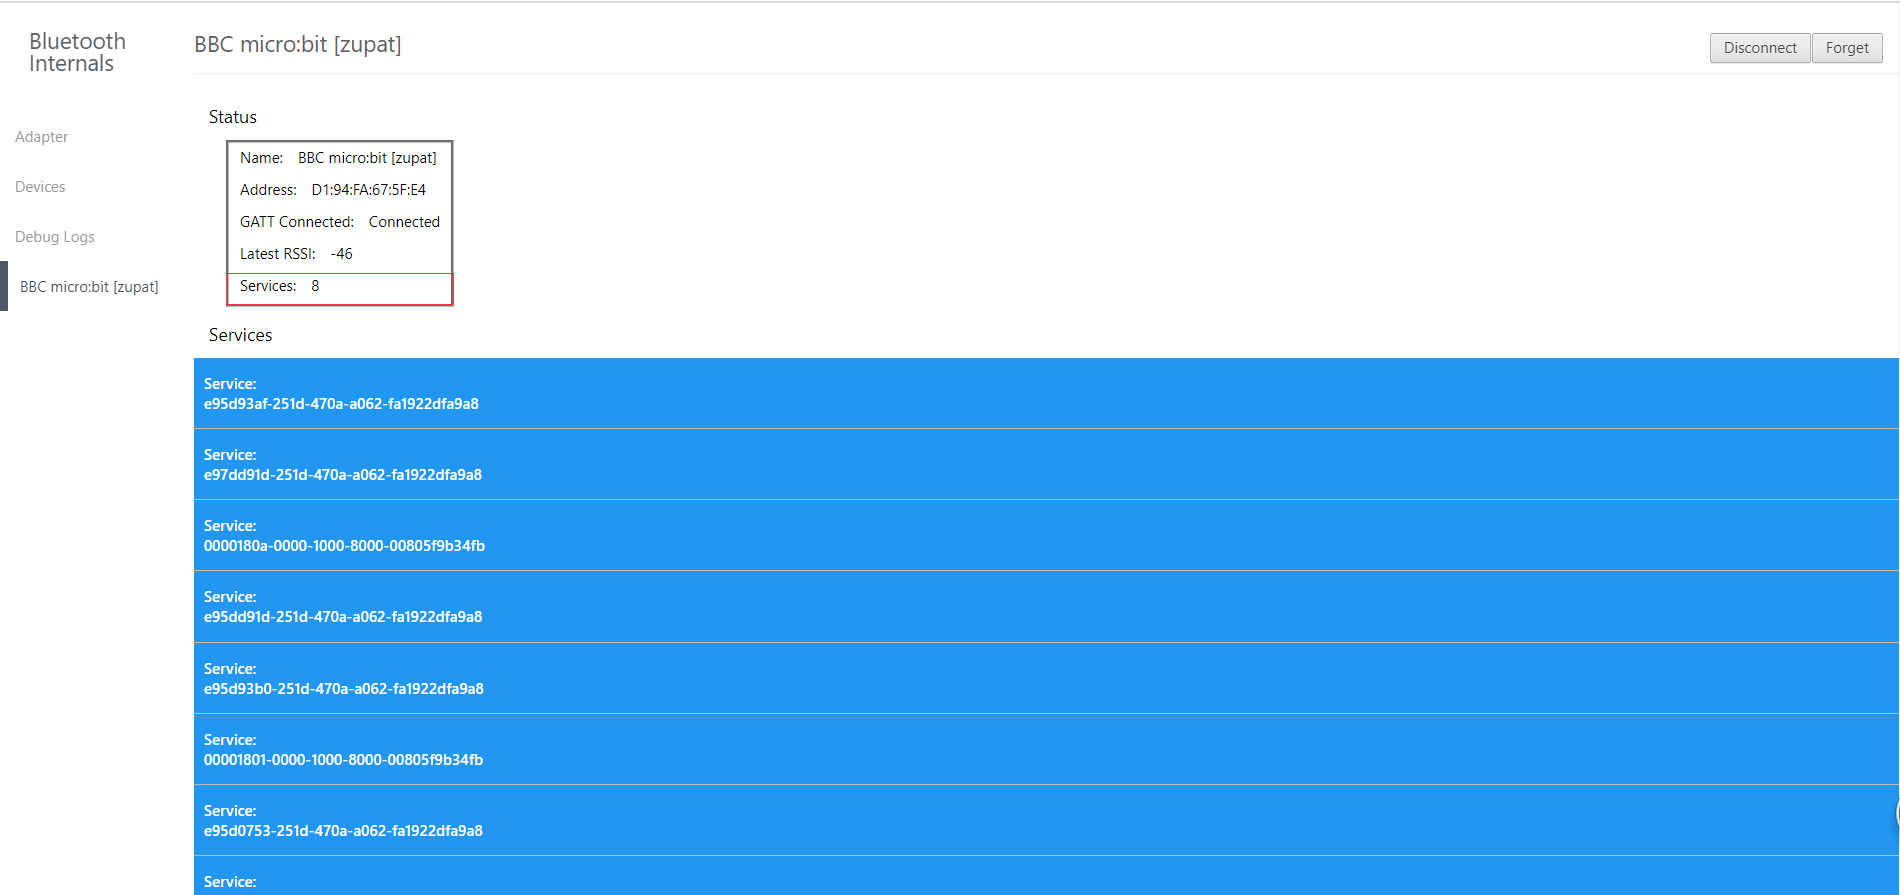 Bluetooth
Internals
Adapter
Devices
Debug Logs
BBC micro:bit [zupat]
BBC micro:bit [zupat]
Disconnect Forget
Status
Name: BBC micro:bit [zupat]
Address: D1:94:FA:67:5F:E4
GATT Connected: Connected
Latest RSSI: -46
Services: 8
Services
Service:
e95d93af-251d-470a-a062-fa1922dfa9a8
Service:
e97dd91d-251d-470a-a062-fa1922dfa9a8
Service:
0000180a-0000-1000-8000-00805f9b34fb
Service:
e95dd91d-251d-470a-a062-fa1922dfa9a8
Service:
e95d93b0-251d-470a-a062-fa1922dfa9a8
Service:
00001801-0000-1000-8000-00805f9b34fb
Service:
e95d0753-251d-470a-a062-fa1922dfa9a8
Service: